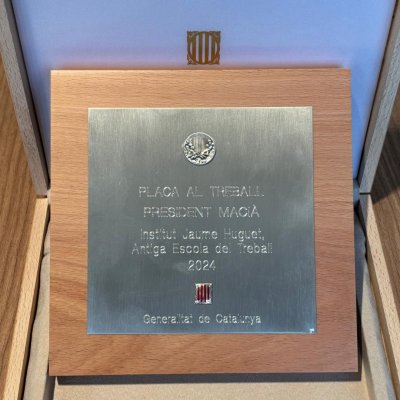 PLACA AL TREBALL
PRESIDENT MACIÀ
Institut Jaume Huguet,
Antiga Escola del Treball
2024
Generalitat de Catalunya